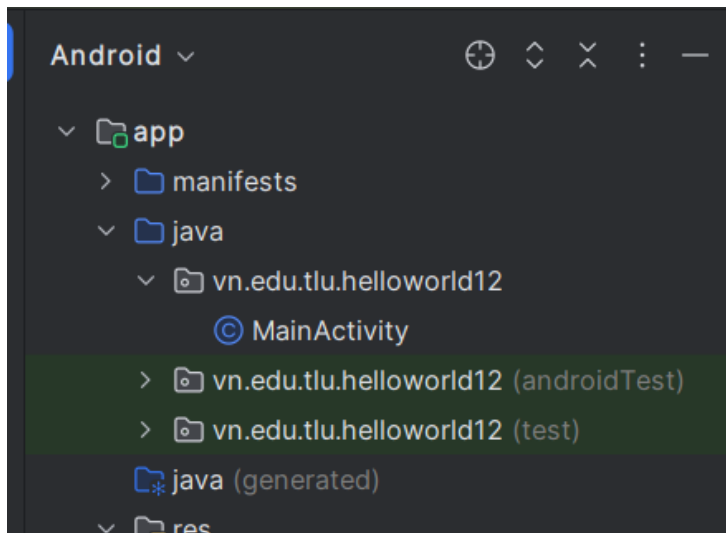 Android
app
manifests
java
vn.edu.tlu.helloworld12
MainActivity
vn.edu.tlu.helloworld12 (androidTest)
vn.edu.tlu.helloworld12 (test)
java (generated)
res